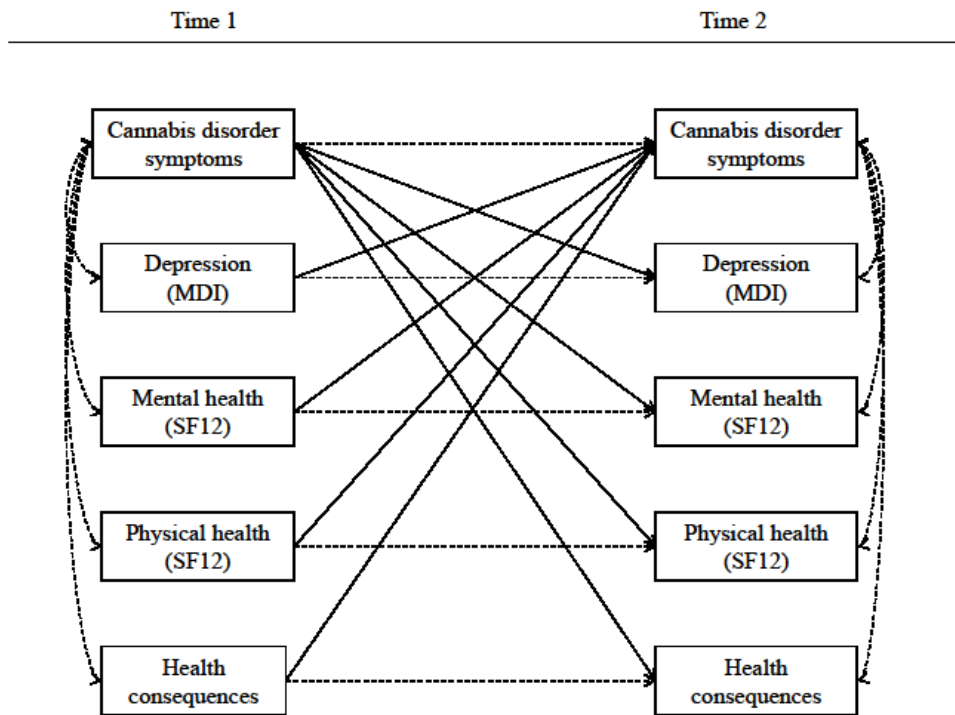 Time 1
Time 2
Cannabis disorder
symptoms
Cannabis disorder
symptoms
Depression
(MDI)
Depression
(MDI)
Mental health
(SF12)
Mental health
(SF12)
Physical health
(SF12)
Physical health
(SF12)
Health
consequences
Health
consequences